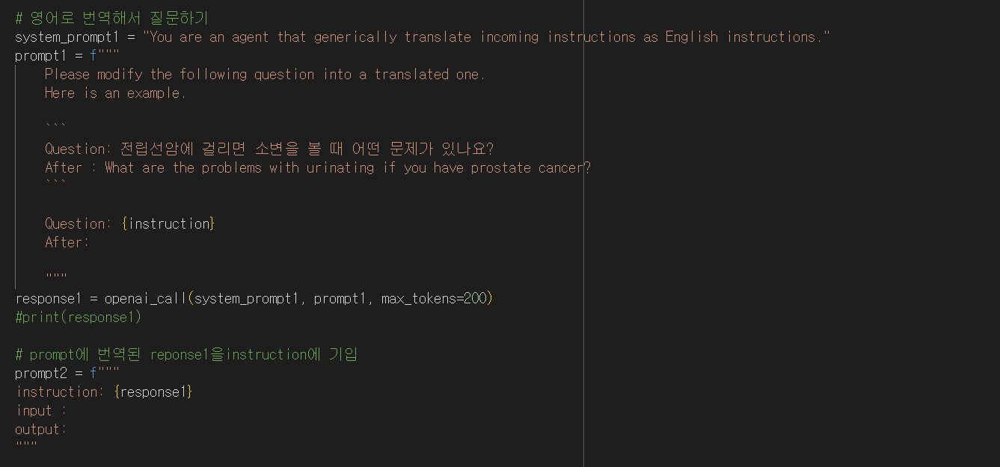 # 영어로 번역해서 질문하기
system_prompt1 = "You are an agent that generically translate incoming instructions as English instructions."
prompt1 = f"""
    Please modify the following question into a translated one.
    Here is an example.

    ```
    Question: 전립선암에 걸리면 소변을 볼 때 어떤 문제가 있나요?
    After : What are the problems with urinating if you have prostate cancer?
    ```

    Question: {instruction}
    After:

    """
response1 = openai_call(system_prompt1, prompt1, max_tokens=200)
#print(response1)

# prompt에 번역된 reponse1을instruction에 기입
prompt2 = f"""
instruction: {response1}
input :
output:
"""